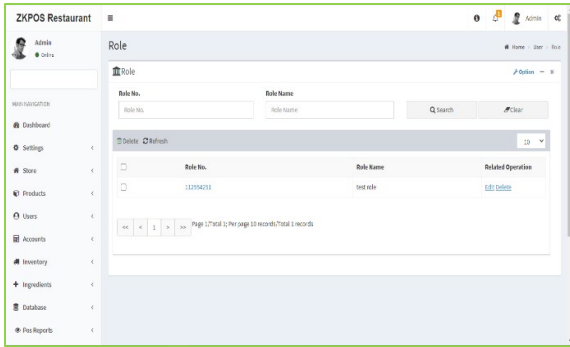 ZKPOS Restaurant
Admin
Admin
Online
Role
Home > User > Role
Role
Option
Role No.
Role Name
Role No.
Role Name
Search
Clear
MAIN NAVIGATION
Dashboard
Settings
Store
Products
Users
Accounts
Inventory
Ingredients
Database
Pos Reports
Delete Refresh
10
Role No.
Role Name
Related Operation
test role
Edit Delete
<< < 1 > >> Page 1/Total 1; Per page 10 records/Total 1 records